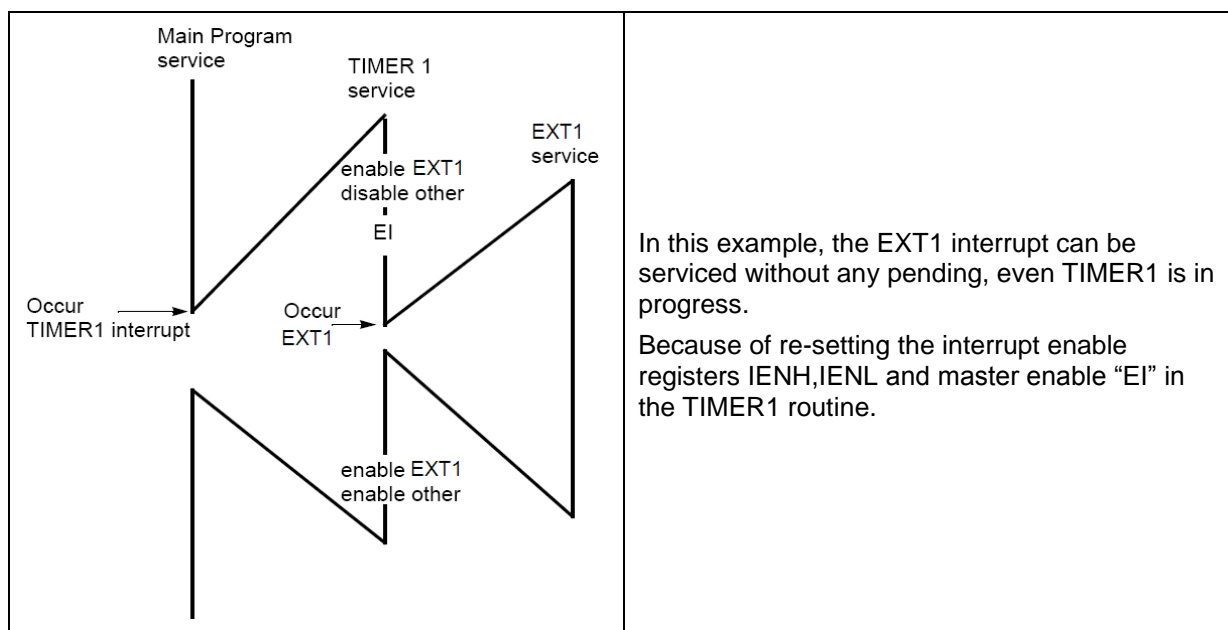 Main Program
service
TIMER 1
service
EXT1
service
enable EXT1
disable other
EI
Occur
TIMER1 interrupt
Occur
EXT1
enable EXT1
enable other
In this example, the EXT1 interrupt can be
serviced without any pending, even TIMER1 is in
progress.
Because of re-setting the interrupt enable
registers IENH,IENL and master enable “EI” in
the TIMER1 routine.